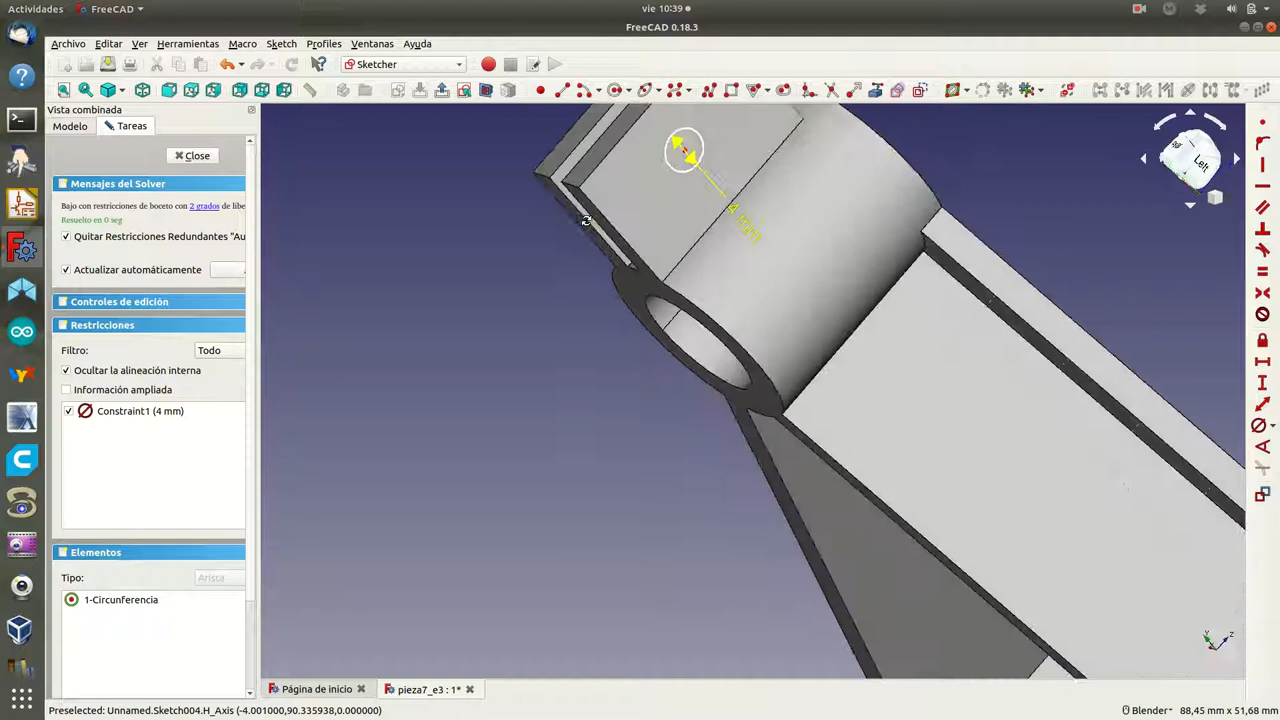 Actividades
FreeCAD
vie 10:39
FreeCAD 0.18.3
Archivo Editar Ver Herramientas Macro Sketch Profiles Ventanas Ayuda
Sketcher
Vista combinada
Modelo Tareas
Close
Mensajes del Solver
Bajo con restricciones de boceto con 2 grados de libe
Resuelto en 0 seg
Quitar Restricciones Redundantes "Au
Actualizar automáticamente
Controles de edición
Restricciones
Filtro: Todo
Ocultar la alineación interna
Información ampliada
Constraint1 (4 mm)
Elementos
Tipo: Arista
1-Circunferencia
4 mm
Left
Página de inicio
pieza7_e3 : 1*
Preselected: Unnamed.Sketch004.H_Axis (-4.001000,90.335938,0.000000)
Blender 88,45 mm x 51,68 mm